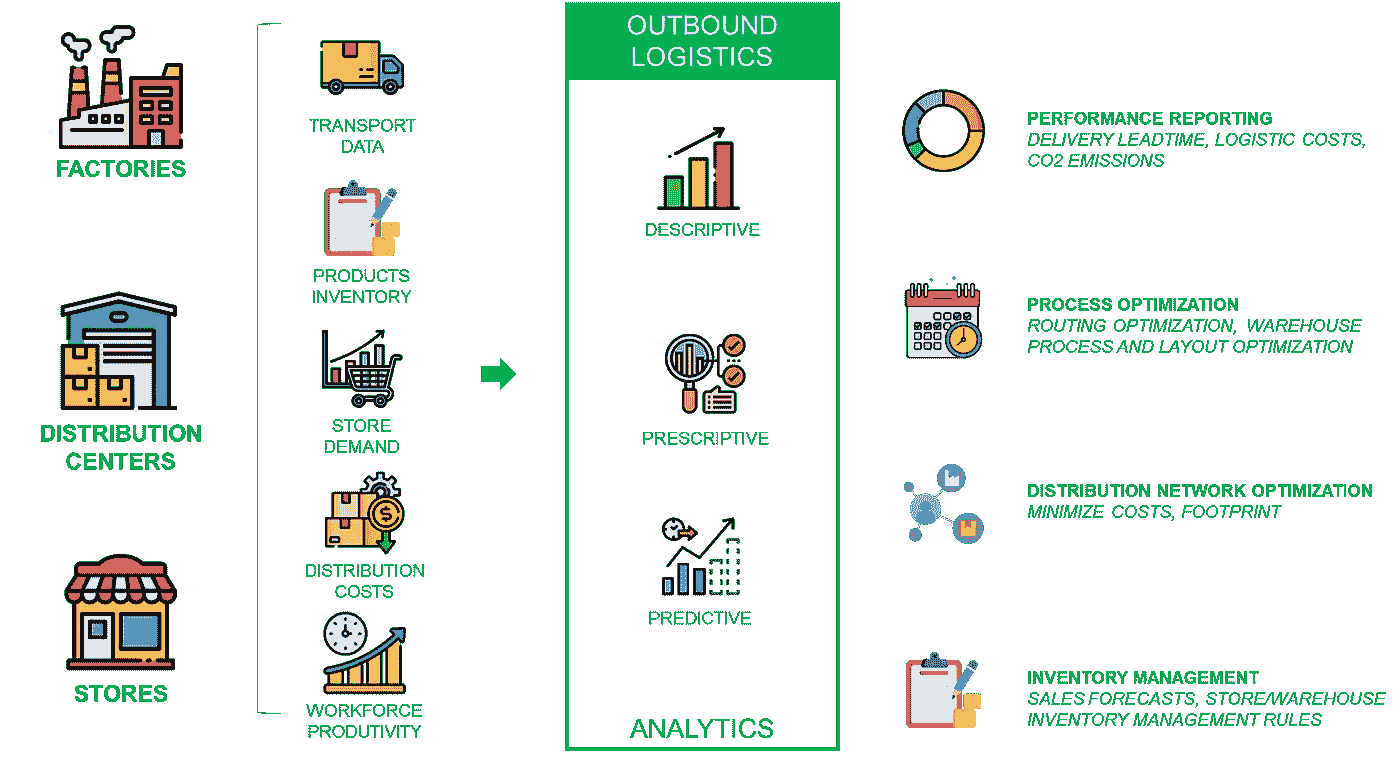 FACTORIES
DISTRIBUTION
CENTERS
STORES
TRANSPORT
DATA
PRODUCTS
INVENTORY
STORE
DEMAND
DISTRIBUTION
COSTS
WORKFORCE
PRODUTIVITY
OUTBOUND
LOGISTICS
DESCRIPTIVE
PRESCRIPTIVE
PREDICTIVE
ANALYTICS
PERFORMANCE REPORTING
DELIVERY LEADTIME, LOGISTIC COSTS,
CO2 EMISSIONS
PROCESS OPTIMIZATION
ROUTING OPTIMIZATION, WAREHOUSE
PROCESS AND LAYOUT OPTIMIZATION
DISTRIBUTION NETWORK OPTIMIZATION
MINIMIZE COSTS, FOOTPRINT
INVENTORY MANAGEMENT
SALES FORECASTS, STORE/WAREHOUSE
INVENTORY MANAGEMENT RULES